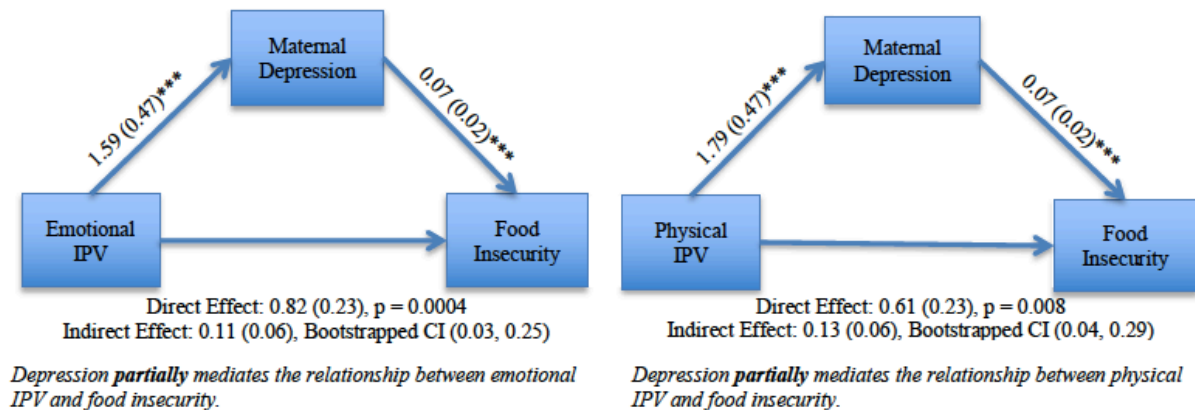 Maternal
Depression
1.59 (0.47)***
0.07 (0.02)***
Emotional
IPV
Food
Insecurity
Direct Effect: 0.82 (0.23), p = 0.0004
Indirect Effect: 0.11 (0.06), Bootstrapped CI (0.03, 0.25)
Depression partially mediates the relationship between emotional
IPV and food insecurity.
Maternal
Depression
1.79 (0.47)***
0.07 (0.02)***
Physical
IPV
Food
Insecurity
Direct Effect: 0.61 (0.23), p = 0.008
Indirect Effect: 0.13 (0.06), Bootstrapped CI (0.04, 0.29)
Depression partially mediates the relationship between physical
IPV and food insecurity.